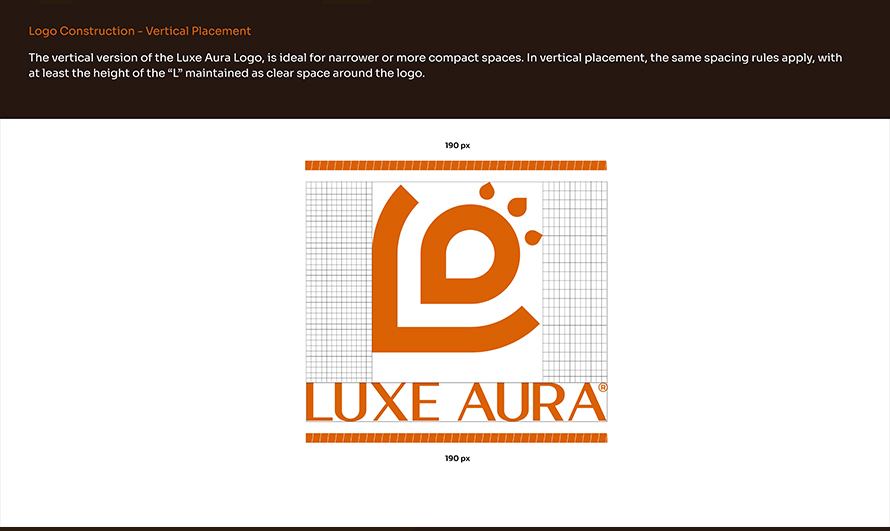 Logo Construction - Vertical Placement
The vertical version of the Luxe Aura Logo, is ideal for narrower or more compact spaces. In vertical placement, the same spacing rules apply, with
at least the height of the “L” maintained as clear space around the logo.
190 px
LUXE AURA®
190 px